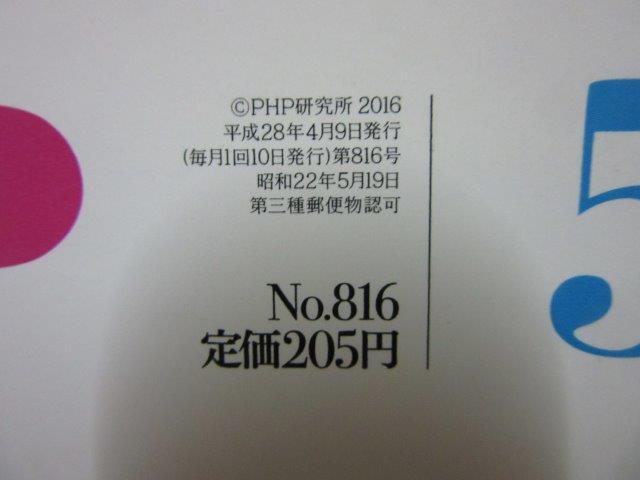 ©PHP研究所 2016
平成28年4月9日発行
(毎月1回10日発行)第816号
昭和22年5月19日
第三種郵便物認可
No.816
定価205円
5